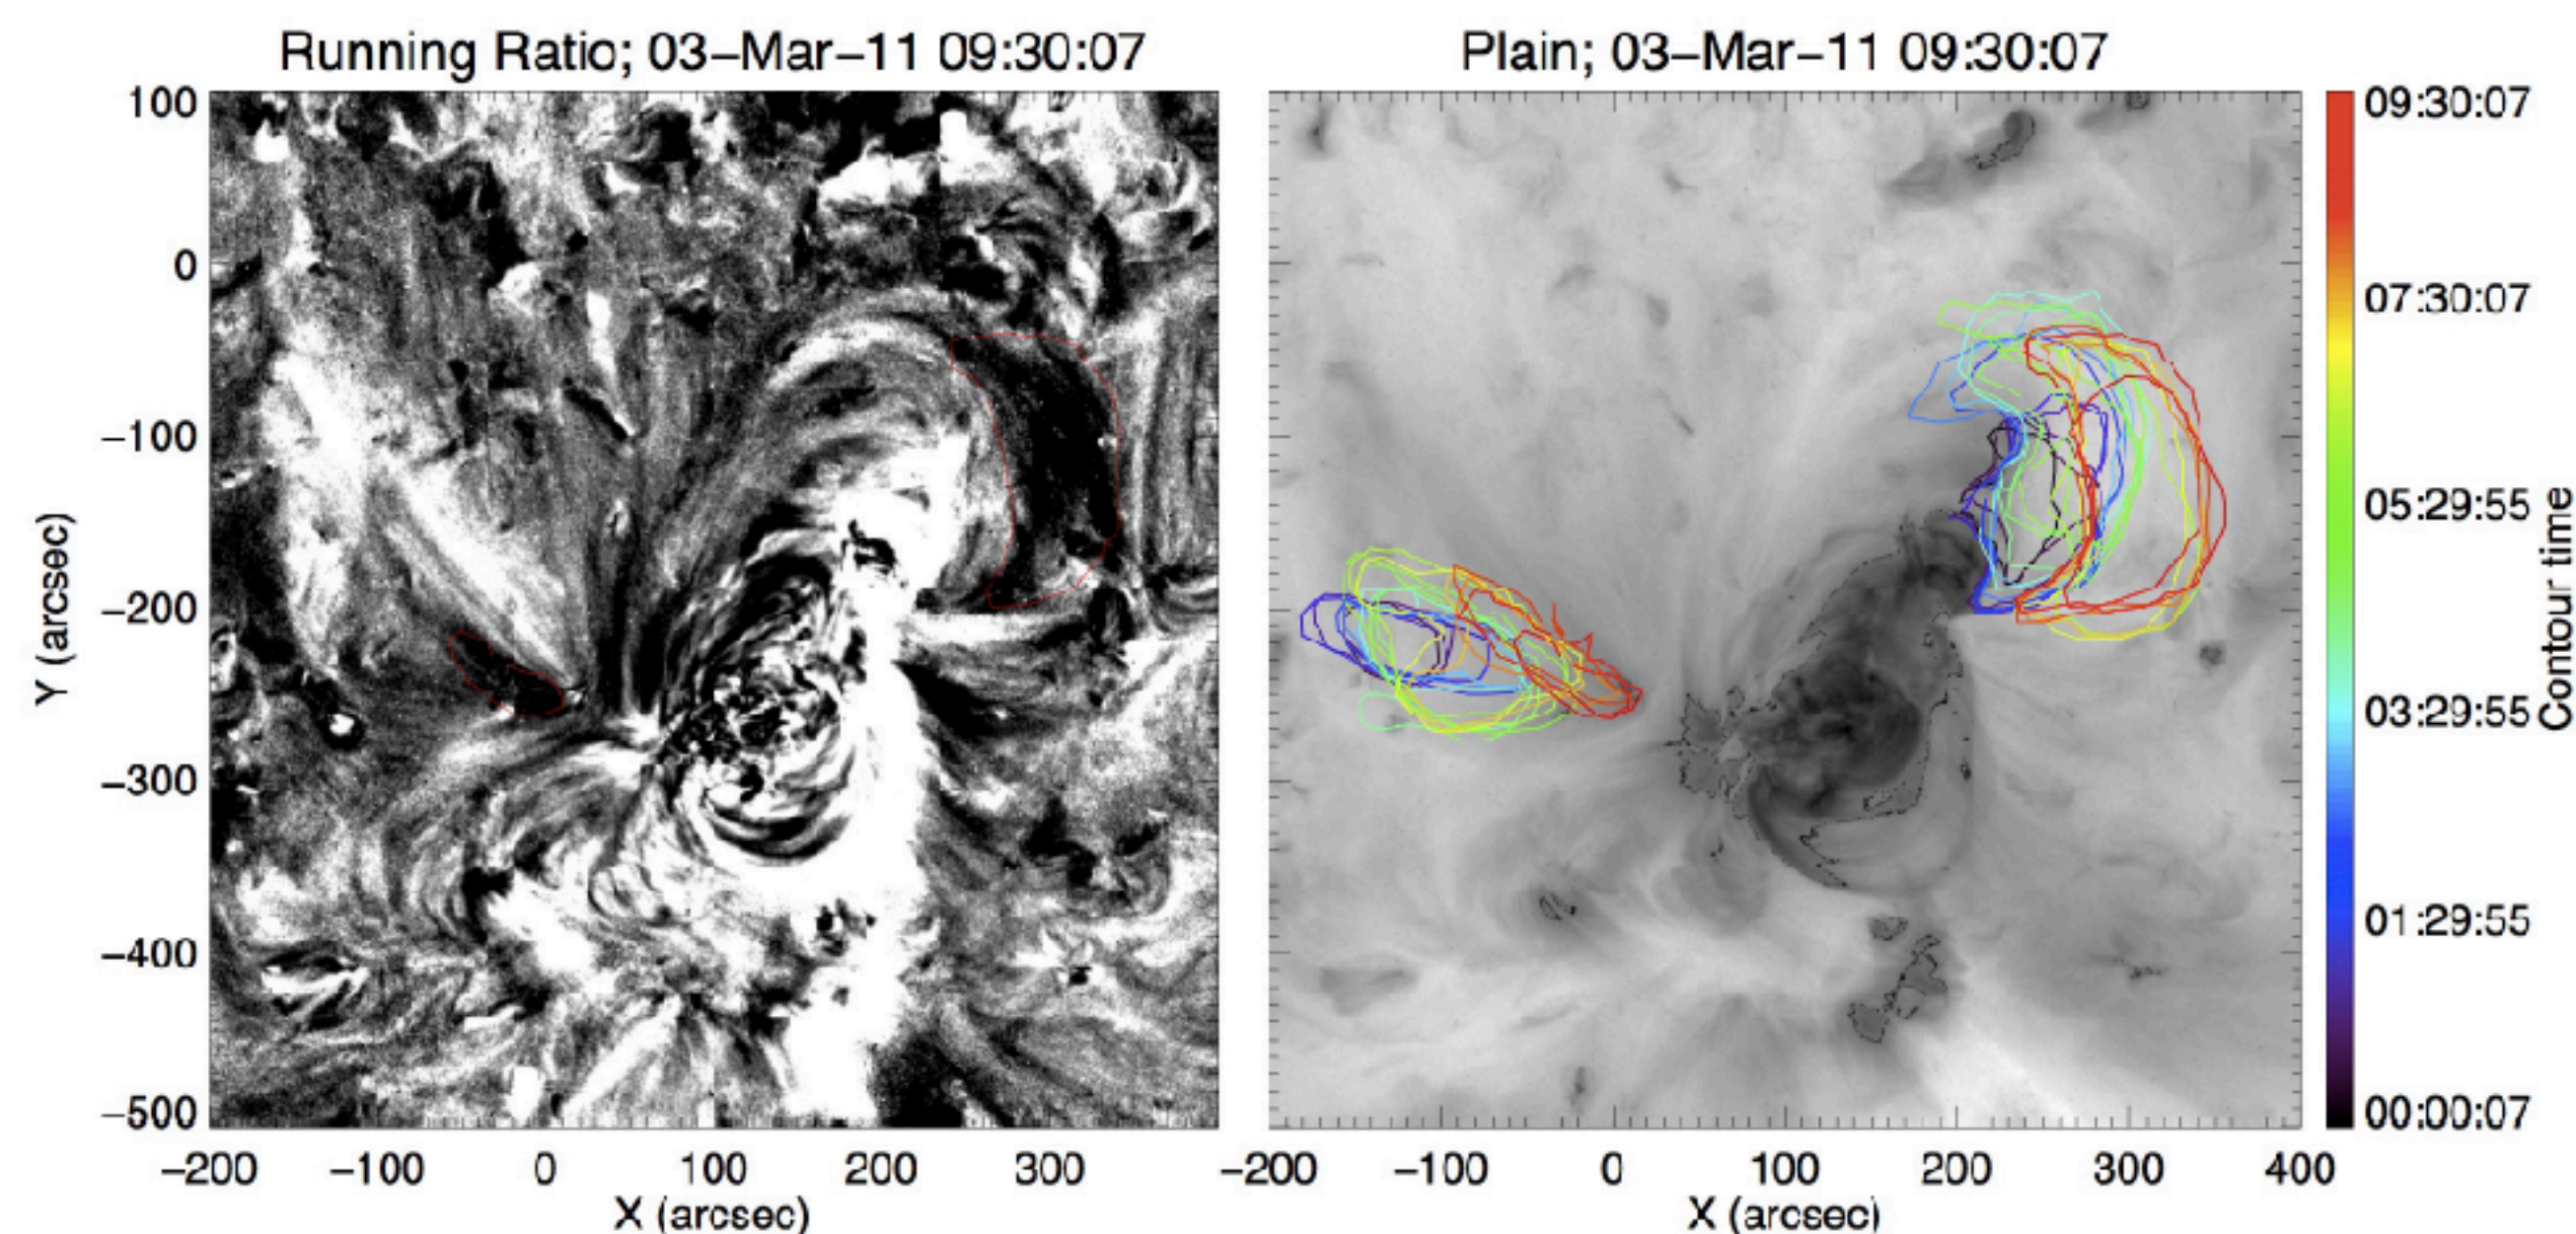 Running Ratio; 03-Mar-11 09:30:07
Plain; 03-Mar-11 09:30:07
100
0
-100
-200
-300
-400
-500
Y (arcsec)
-200 -100 0 100 200 300
X (arcsec)
-200 -100 0 100 200 300 400
X (arcsec)
09:30:07
07:30:07
05:29:55
03:29:55
01:29:55
00:00:07
Contour time